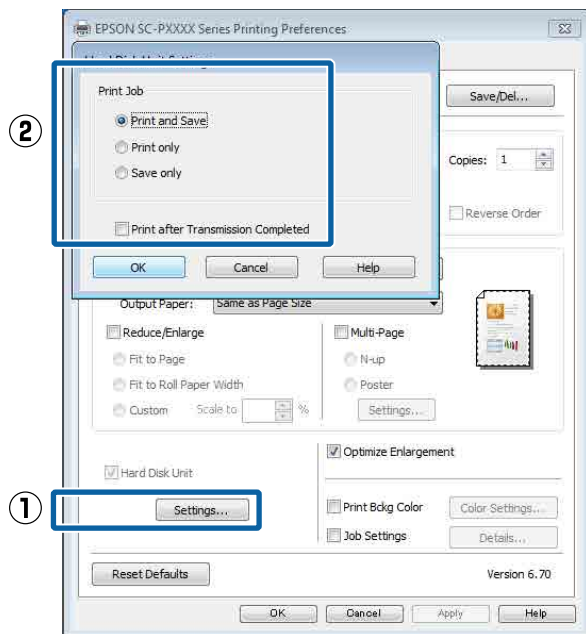 EPSON SC-PXXXX Series Printing Preferences
Print Job
Print and Save
Print only
Save only
Print after Transmission Completed
OK Cancel Help
②
Save/Del...
Copies: 1
Reverse Order
Output Paper: Same as Page Size
Reduce/Enlarge
Fit to Page
Fit to Roll Paper Width
Custom Scale to %
Multi-Page
N-up
Poster
Settings...
Hard Disk Unit
① Settings...
Optimize Enlargement
Print Bckg Color Color Settings...
Job Settings Details...
Reset Defaults Version 6.70
OK Cancel Apply Help